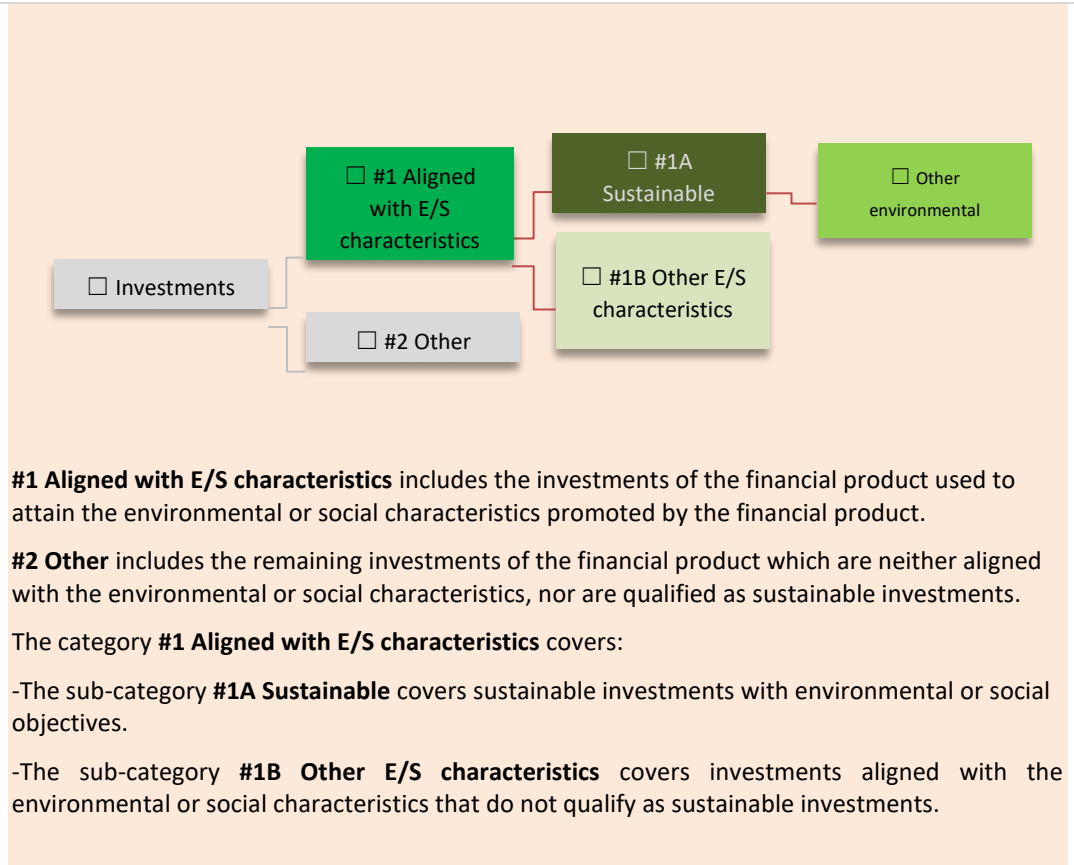 ☐ #1 Aligned
with E/S
characteristics
☐ #1A
Sustainable
☐ Other
environmental
☐ Investments
☐ #1B Other E/S
characteristics
☐ #2 Other
#1 Aligned with E/S characteristics includes the investments of the financial product used to
attain the environmental or social characteristics promoted by the financial product.
#2 Other includes the remaining investments of the financial product which are neither aligned
with the environmental or social characteristics, nor are qualified as sustainable investments.
The category #1 Aligned with E/S characteristics covers:
-The sub-category #1A Sustainable covers sustainable investments with environmental or social
objectives.
-The sub-category #1B Other E/S characteristics covers investments aligned with the
environmental or social characteristics that do not qualify as sustainable investments.